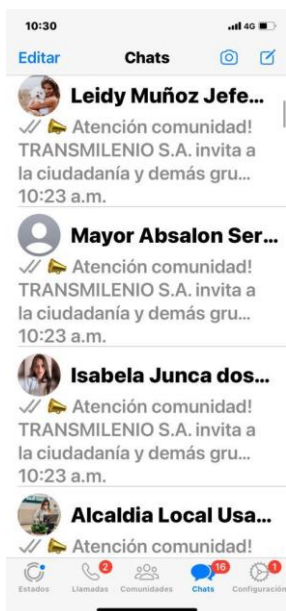 10:30
4G
Editar Chats
Leidy Muñoz Jefe...
Atención comunidad!
TRANSMILENIO S.A. invita a
la ciudadanía y demás gru...
10:23 a.m.
Mayor Absalon Ser...
Atención comunidad!
TRANSMILENIO S.A. invita a
la ciudadanía y demás gru...
10:23 a.m.
Isabela Junca dos...
Atención comunidad!
TRANSMILENIO S.A. invita a
la ciudadanía y demás gru...
10:23 a.m.
Alcaldia Local Usa...
Atención comunidad!
2 16 1
Estados Llamadas Comunidades Chats Configuración